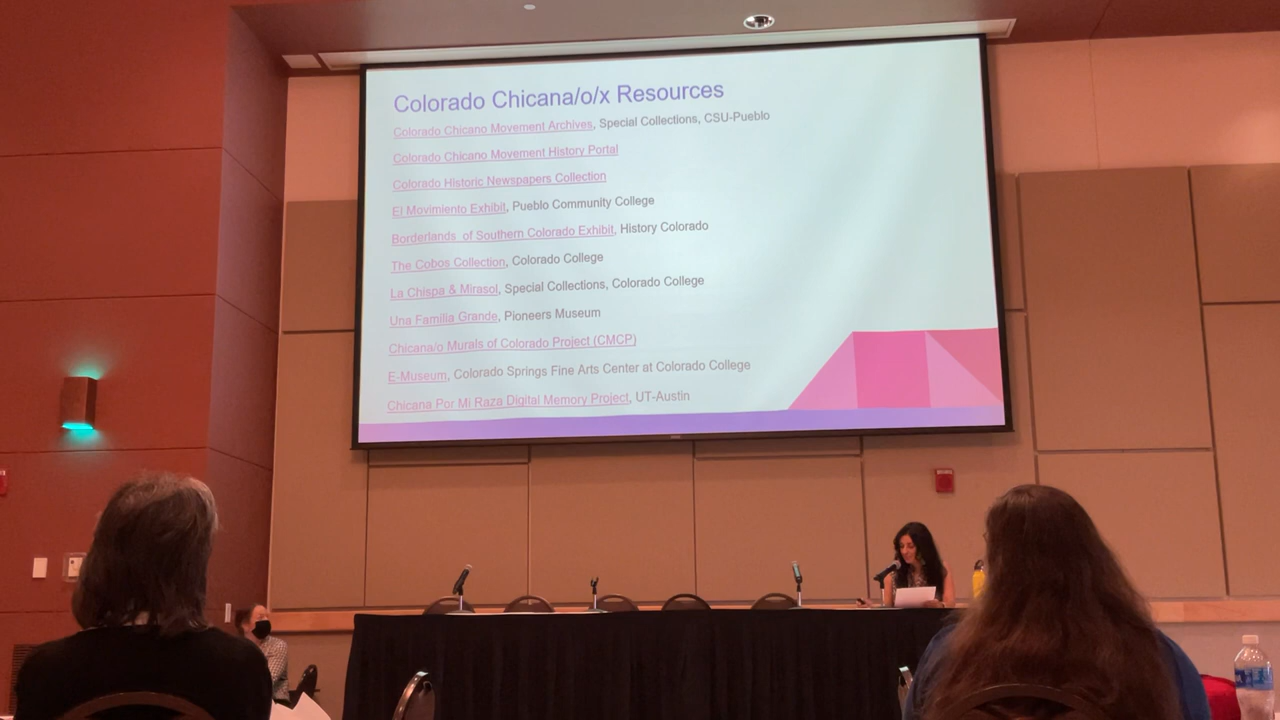 Colorado Chicana/o/x Resources
Colorado Chicano Movement Archives, Special Collections, CSU-Pueblo
Colorado Chicano Movement History Portal
Colorado Historic Newspapers Collection
El Movimiento Exhibit, Pueblo Community College
Borderlands of Southern Colorado Exhibit, History Colorado
The Cobos Collection, Colorado College
La Chispa & Mirasol, Special Collections, Colorado College
Una Familia Grande, Pioneers Museum
Chicana/o Murals of Colorado Project (CMCP)
E-Museum, Colorado Springs Fine Arts Center at Colorado College
Chicana Por Mi Raza Digital Memory Project, UT-Austin